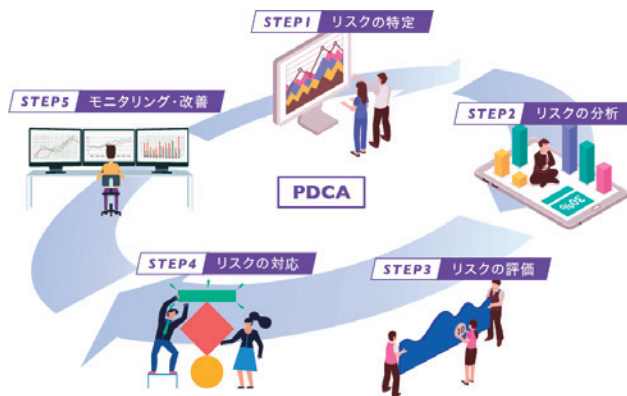 STEP1 リスクの特定
STEP5 モニタリング・改善
STEP2 リスクの分析
30%
PDCA
STEP4 リスクの対応
STEP3 リスクの評価